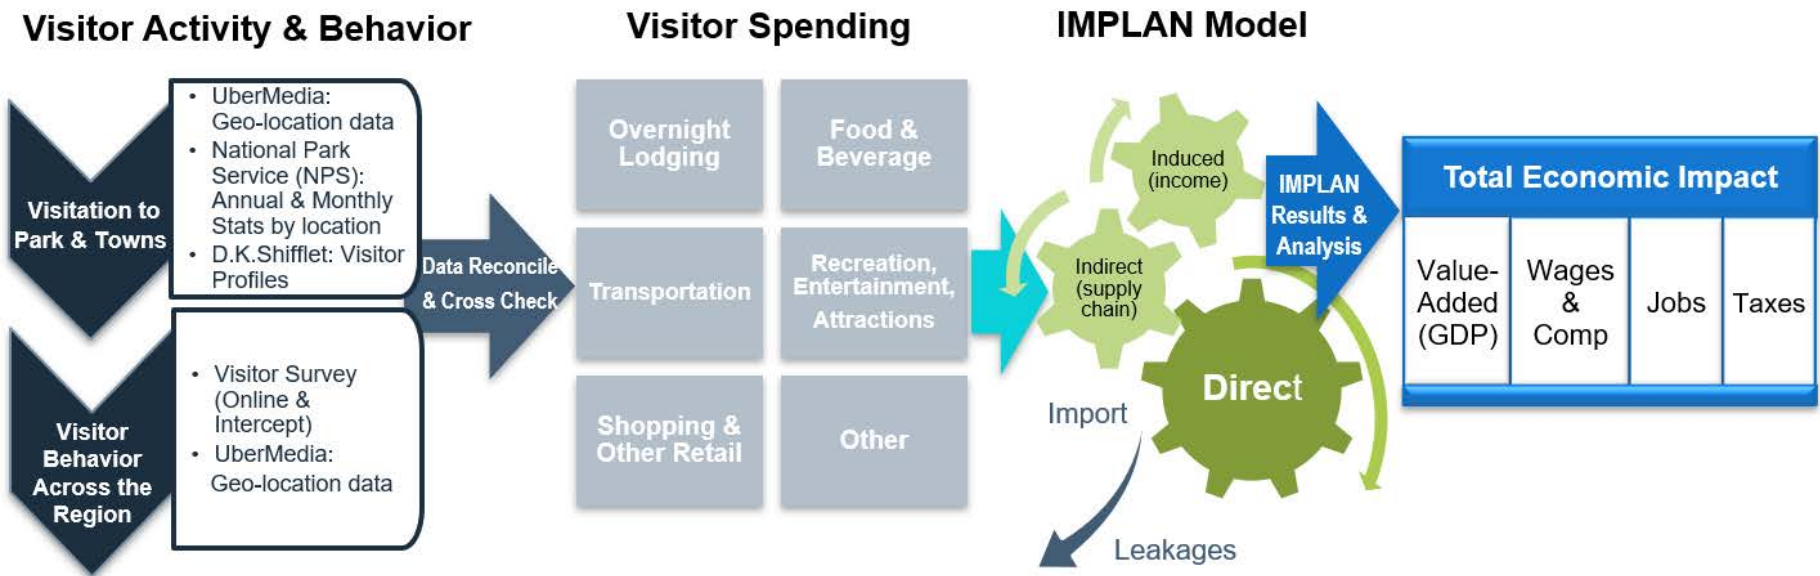 Visitor Activity & Behavior
Visitor Spending
IMPLAN Model
Visitation to
Park & Towns
• UberMedia:
Geo-location data
• National Park
Service (NPS):
Annual & Monthly
Stats by location
• D.K.Shifflet: Visitor
Profiles
Visitor
Behavior
Across the
Region
• Visitor Survey
(Online &
Intercept)
• UberMedia:
Geo-location data
Data Reconcile
& Cross Check
Overnight
Lodging
Food &
Beverage
Transportation
Recreation,
Entertainment,
Attractions
Shopping &
Other Retail
Other
Induced
(income)
Indirect
(supply
chain)
Direct
Import
Leakages
IMPLAN
Results &
Analysis
Total Economic Impact
Value-
Added
(GDP)
Wages
&
Comp
Jobs
Taxes